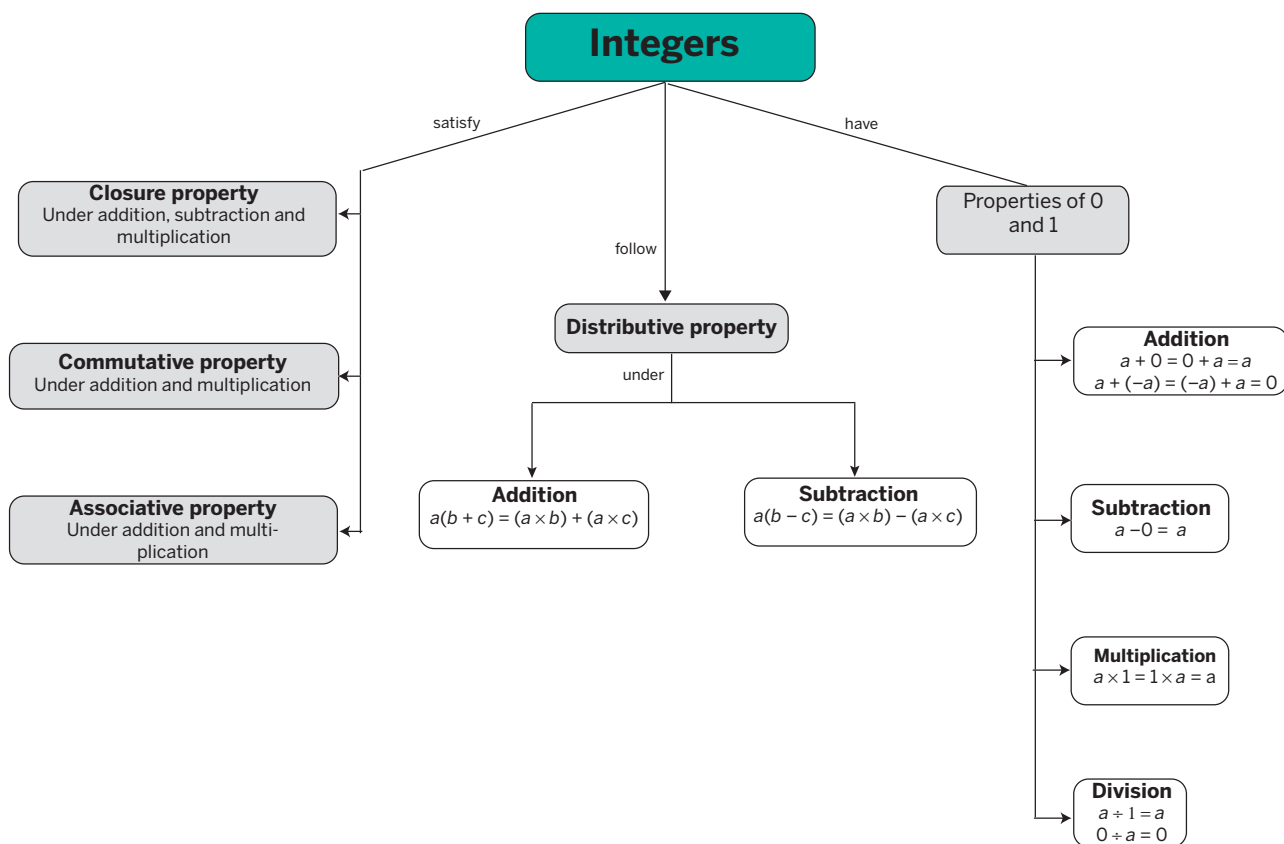 Integers
satisfy
have
follow
Closure property
Under addition, subtraction and
multiplication
Commutative property
Under addition and multiplication
Associative property
Under addition and multi-
plication
Distributive property
under
Addition
a(b + c) = (a × b) + (a × c)
Subtraction
a(b − c) = (a × b) − (a × c)
Properties of 0
and 1
Addition
a + 0 = 0 + a = a
a + (−a) = (−a) + a = 0
Subtraction
a −0 = a
Multiplication
a × 1 = 1 × a = a
Division
a ÷ 1 = a
0 ÷ a = 0